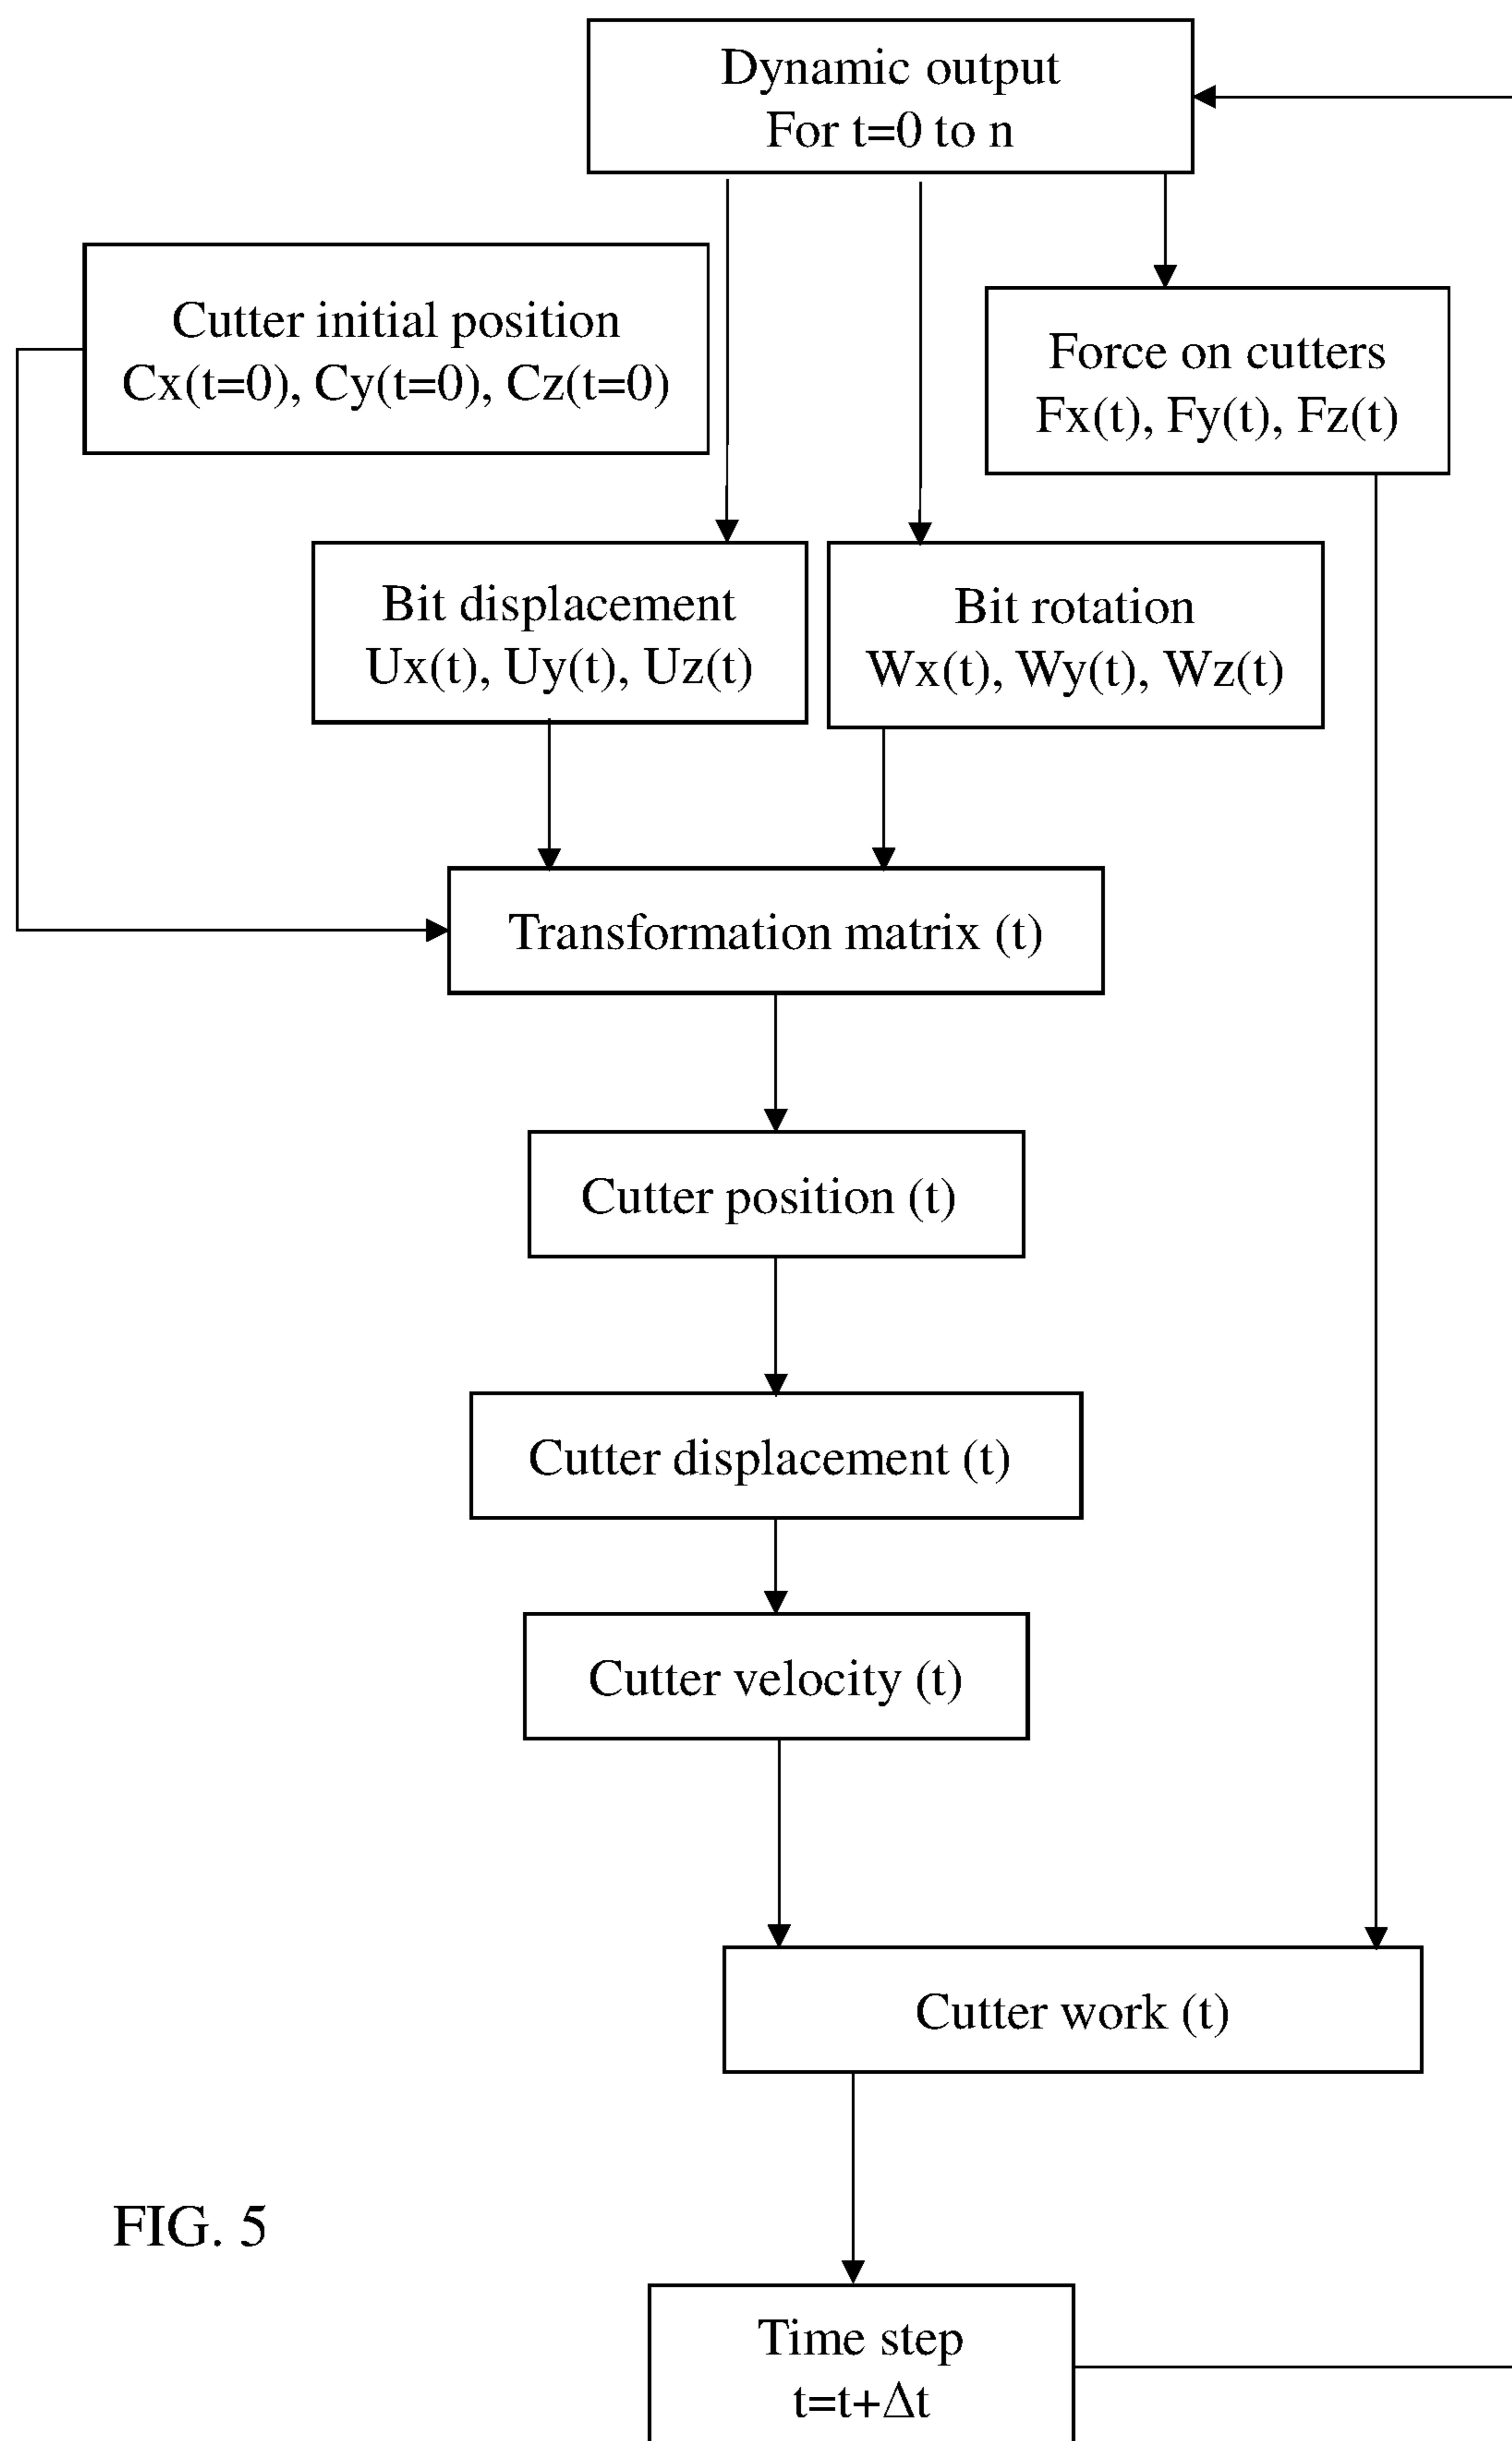 Dynamic output
For t=0 to n
Cutter initial position
Cx(t=0), Cy(t=0), Cz(t=0)
Force on cutters
Fx(t), Fy(t), Fz(t)
Bit displacement
Ux(t), Uy(t), Uz(t)
Bit rotation
Wx(t), Wy(t), Wz(t)
Transformation matrix (t)
Cutter position (t)
Cutter displacement (t)
Cutter velocity (t)
Cutter work (t)
FIG. 5
Time step
t=t+Δt